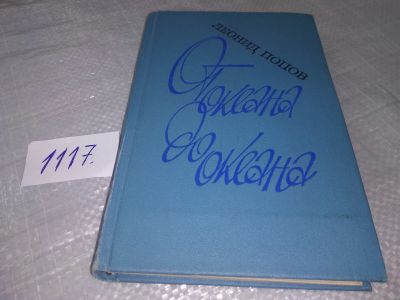 ЛЕОНИД ПОПОВ
От океана
до океана
1117.